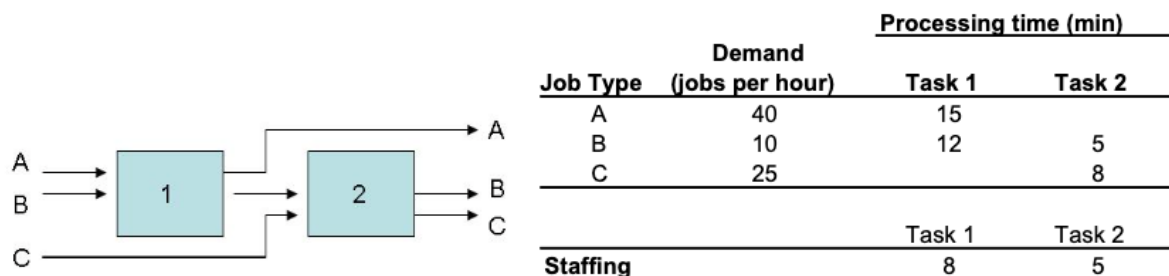 A
B
C
1
2
A
B
C
Processing time (min)
Demand
Job Type (jobs per hour) Task 1 Task 2
A 40 15
B 10 12 5
C 25 8
Task 1 Task 2
Staffing 8 5